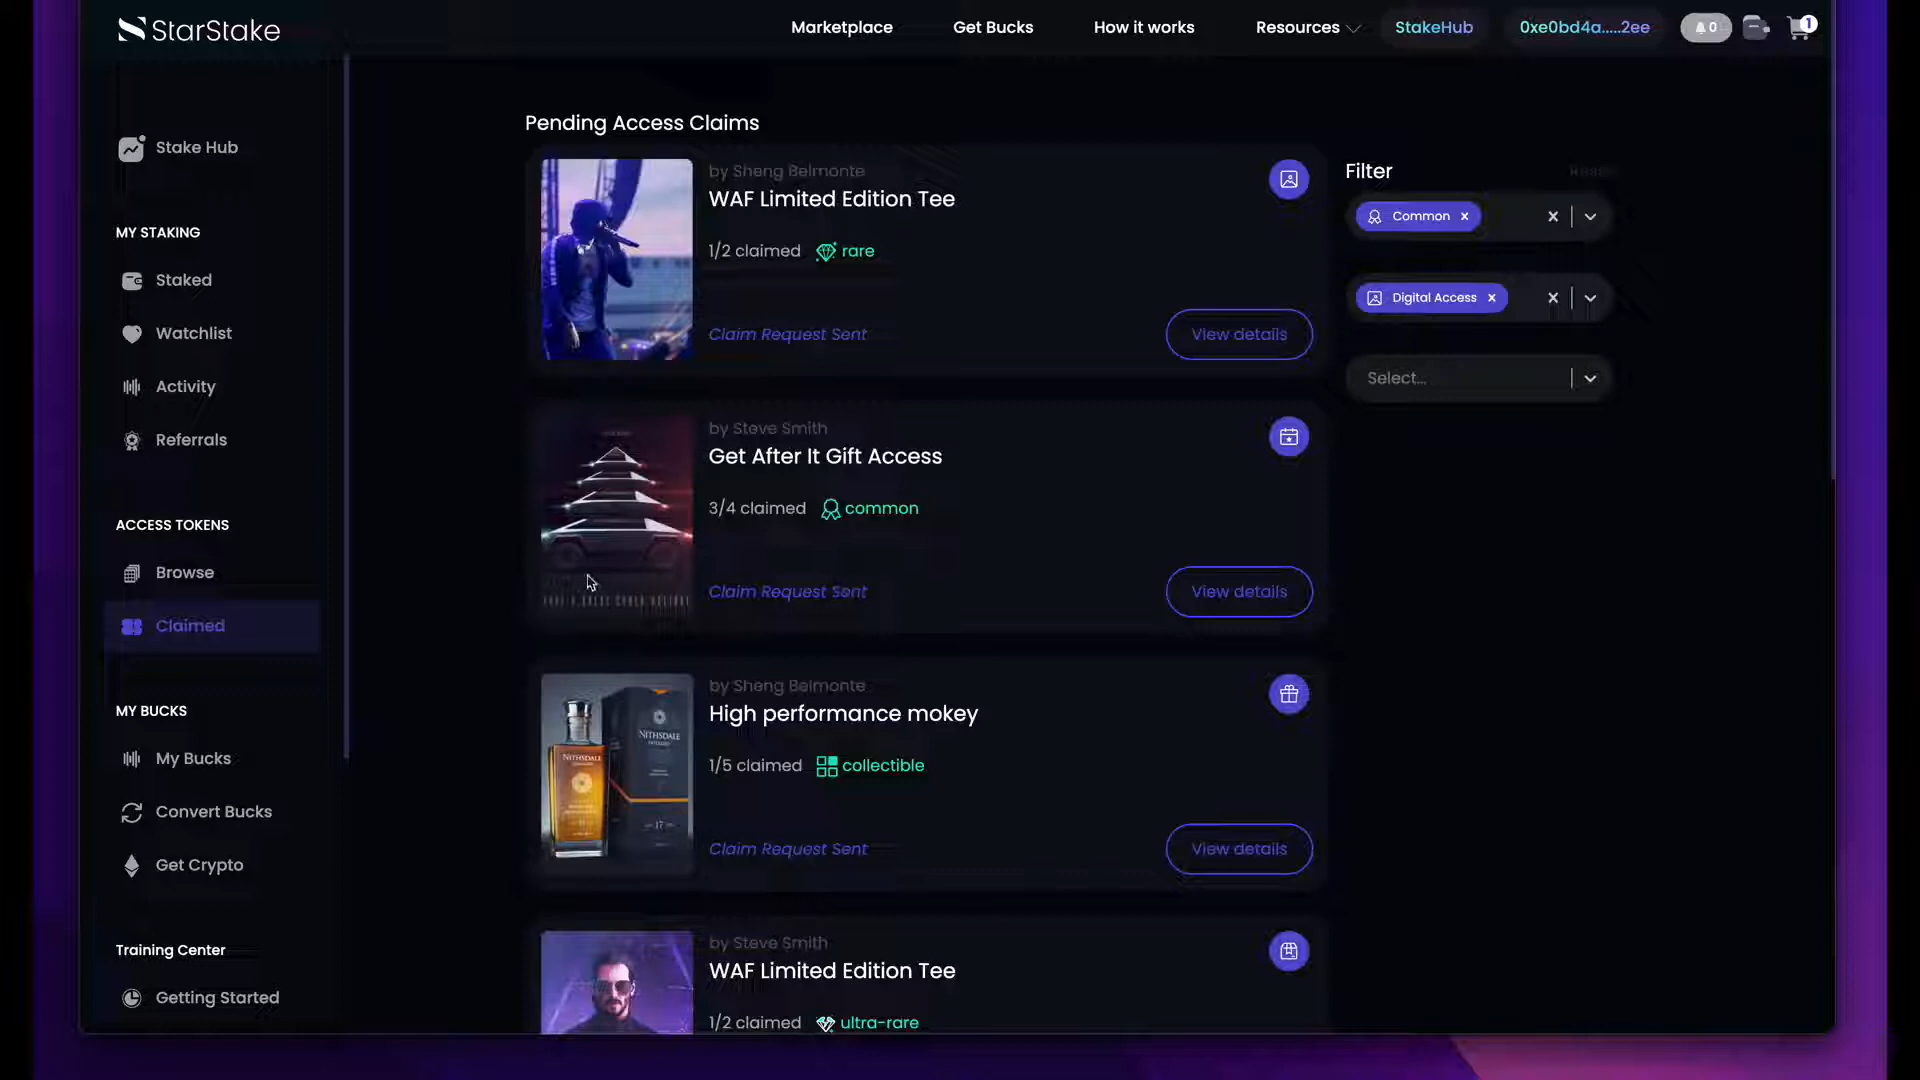 StarStake
Marketplace
Get Bucks
How it works
Resources
StakeHub
0xe0bd4a.....2ee
0
1
Stake Hub
MY STAKING
Staked
Watchlist
Activity
Referrals
ACCESS TOKENS
Browse
Claimed
MY BUCKS
My Bucks
Convert Bucks
Get Crypto
Training Center
Getting Started
Pending Access Claims
by Sheng Belmonte
WAF Limited Edition Tee
1/2 claimed
rare
Claim Request Sent
View details
by Steve Smith
Get After It Gift Access
3/4 claimed
common
Claim Request Sent
View details
NITHSDALE
NITHSDALE
17
by Sheng Belmonte
High performance mokey
1/5 claimed
collectible
Claim Request Sent
View details
by Steve Smith
WAF Limited Edition Tee
1/2 claimed
ultra-rare
Filter
Reset
Common
Digital Access
Select...